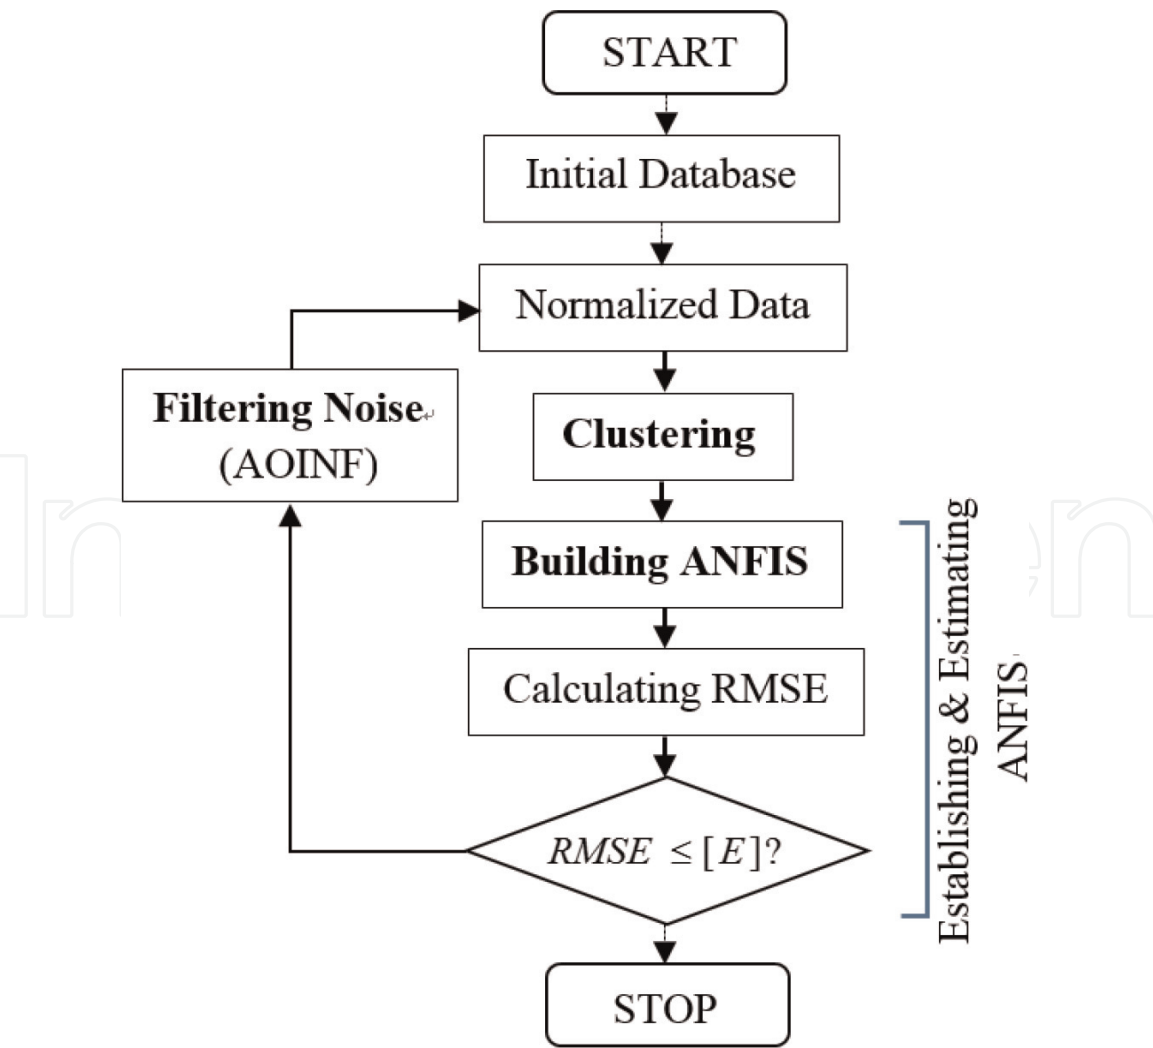 START
Initial Database
Normalized Data
Filtering Noise↵
(AOINF)
Clustering
Building ANFIS
Calculating RMSE
RMSE ≤ [E]?
STOP
Establishing & Estimating
ANFIS